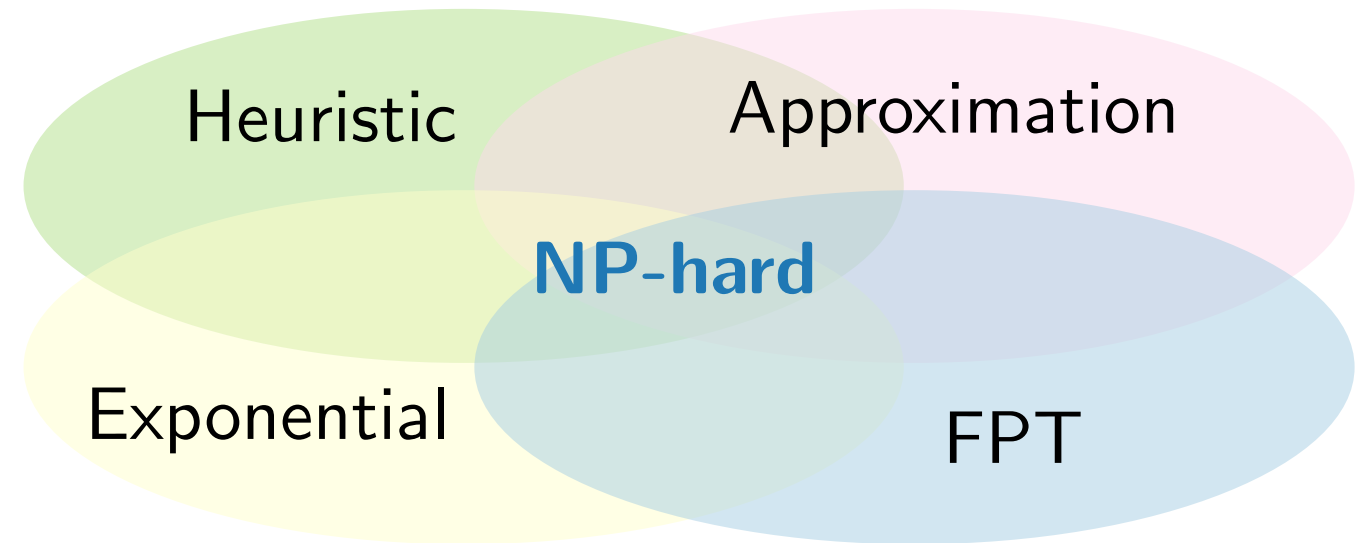 Heuristic
Approximation
NP-hard
Exponential
FPT